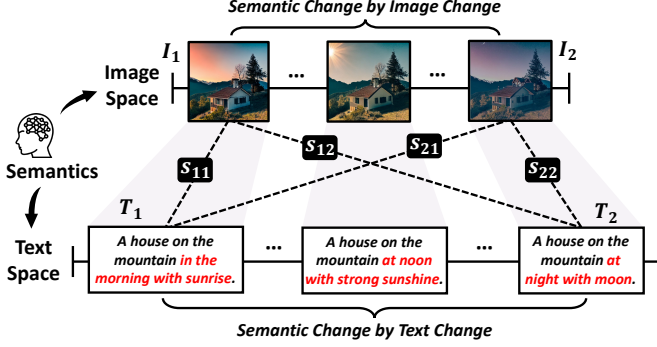 Semantic Change by Image Change
I₁
I₂
Image
Space
...
...
Semantics
s₁₁
s₁₂
s₂₁
s₂₂
T₁
T₂
Text
Space
A house on the
mountain in the
morning with sunrise.
...
A house on the
mountain at noon
with strong sunshine.
...
A house on the
mountain at
night with moon.
Semantic Change by Text Change